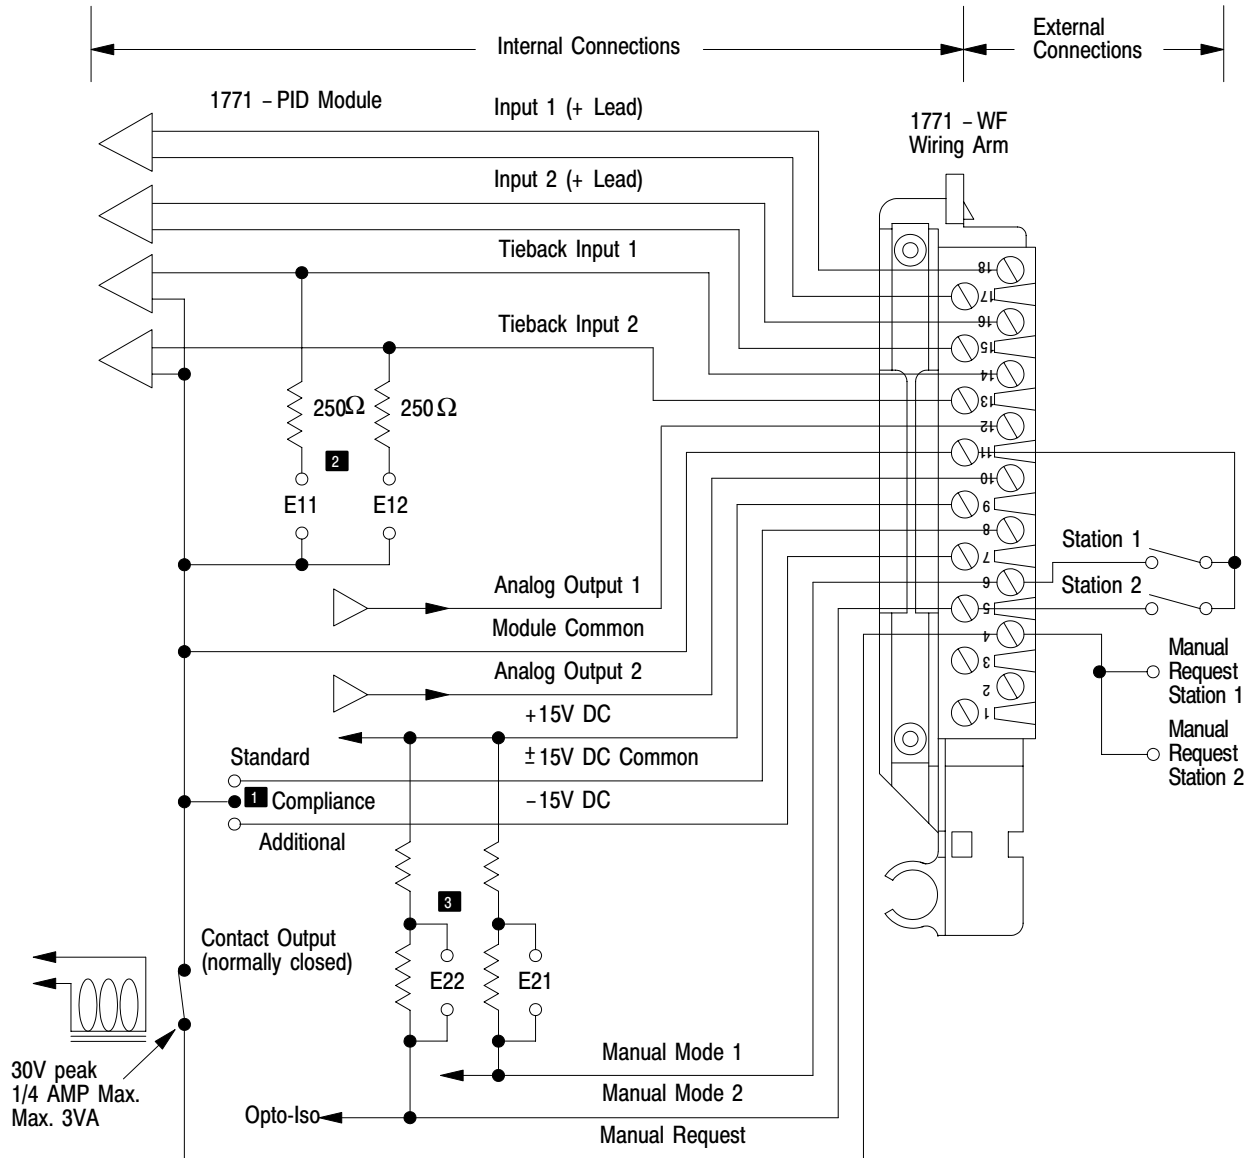 Internal Connections
External
Connections
1771 – PID Module
Input 1 (+ Lead)
1771 – WF
Wiring Arm
Input 2 (+ Lead)
Tieback Input 1
Tieback Input 2
18
17
16
15
14
13
12
11
10
9
8
7
6
5
4
3
2
1
250Ω
250Ω
2
E11
E12
Station 1
Station 2
Analog Output 1
Module Common
Analog Output 2
Manual
Request
Station 1
Manual
Request
Station 2
+15V DC
±15V DC Common
–15V DC
Standard
1 Compliance
Additional
3
Contact Output
(normally closed)
E22
E21
30V peak
1/4 AMP Max.
Max. 3VA
Manual Mode 1
Manual Mode 2
Opto-Iso
Manual Request